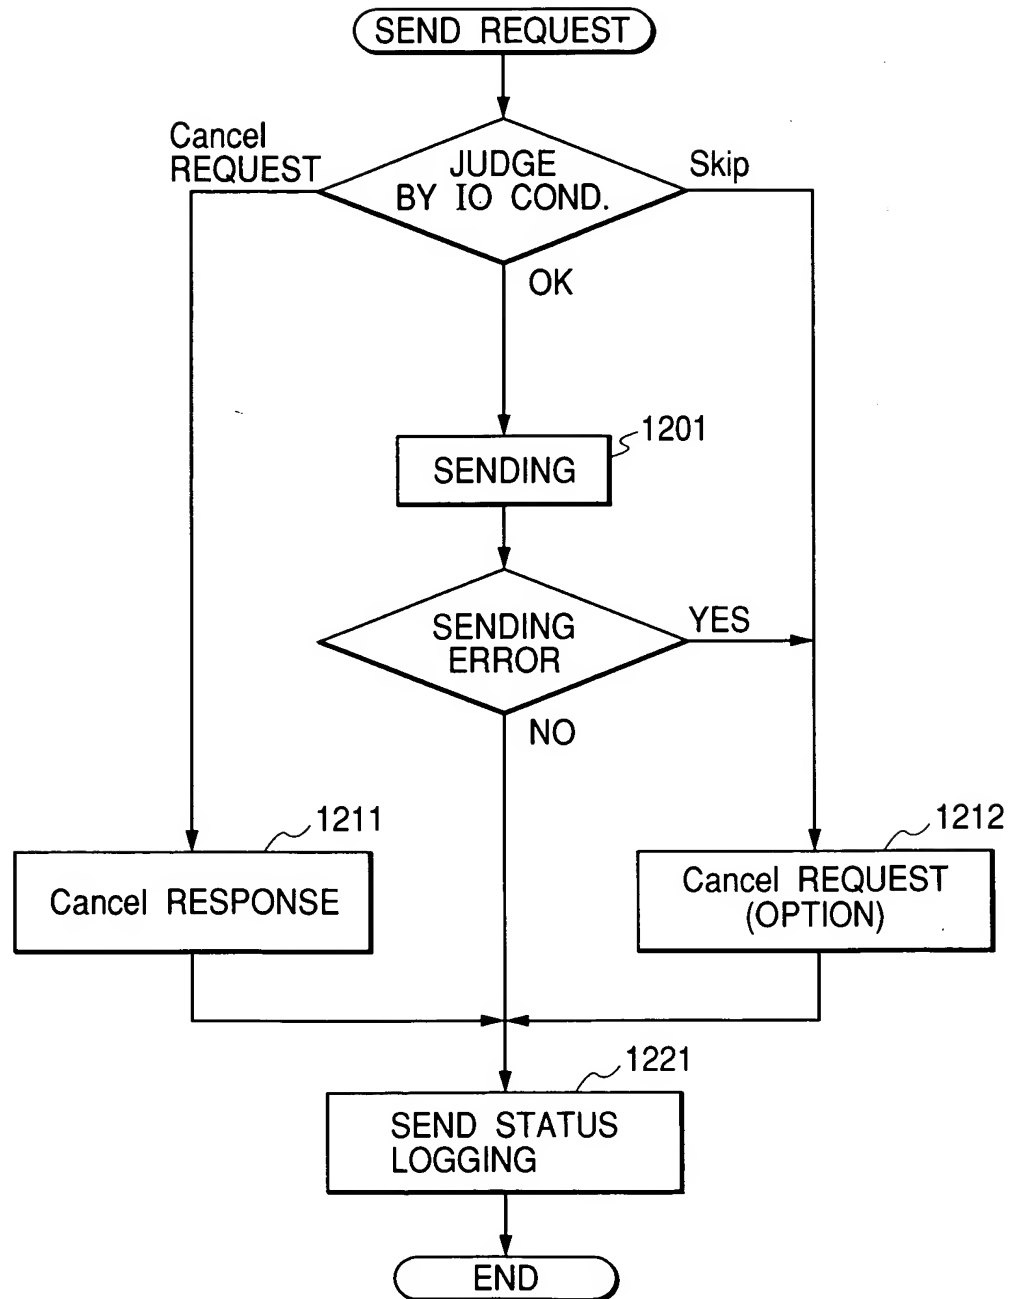 SEND REQUEST
Cancel
REQUEST
JUDGE
BY IO COND.
Skip
OK
1201
SENDING
SENDING
ERROR
YES
NO
1211
Cancel RESPONSE
1212
Cancel REQUEST
(OPTION)
1221
SEND STATUS
LOGGING
END